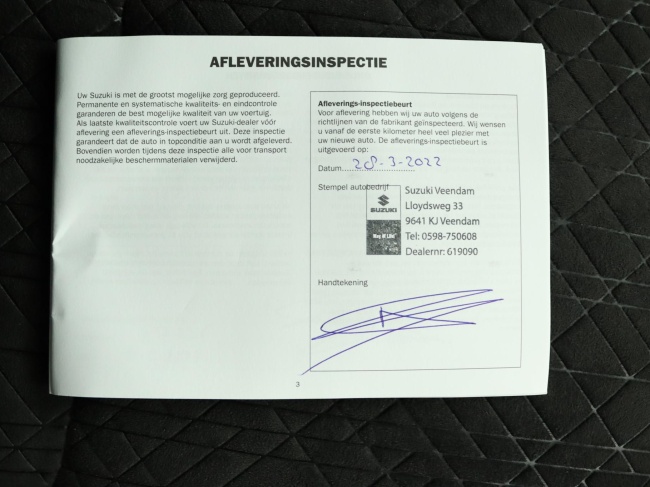 AFLEVERINGSINSPECTIE
Uw Suzuki is met de grootst mogelijke zorg geproduceerd.
Permanente en systematische kwaliteits- en eindcontrole
garanderen de best mogelijke kwaliteit van uw voertuig.
Als laatste kwaliteitscontrole voert uw Suzuki-dealer vóór
aflevering een afleverings-inspectiebeurt uit. Deze inspectie
garandeert dat de auto in topconditie aan u wordt afgeleverd.
Bovendien worden tijdens deze inspectie alle voor transport
noodzakelijke beschermmaterialen verwijderd.
Afleverings-inspectiebeurt
Voor aflevering hebben wij uw auto volgens de
richtlijnen van de fabrikant geïnspecteerd. Wij wensen
u vanaf de eerste kilometer heel veel plezier met
uw nieuwe auto. De afleverings-inspectiebeurt is
uitgevoerd op:
Datum 28-3-2022
Stempel autobedrijf
SUZUKI
Way of Life!
Suzuki Veendam
Lloydsweg 33
9641 KJ Veendam
Tel: 0598-750608
Dealernr: 619090
Handtekening
3